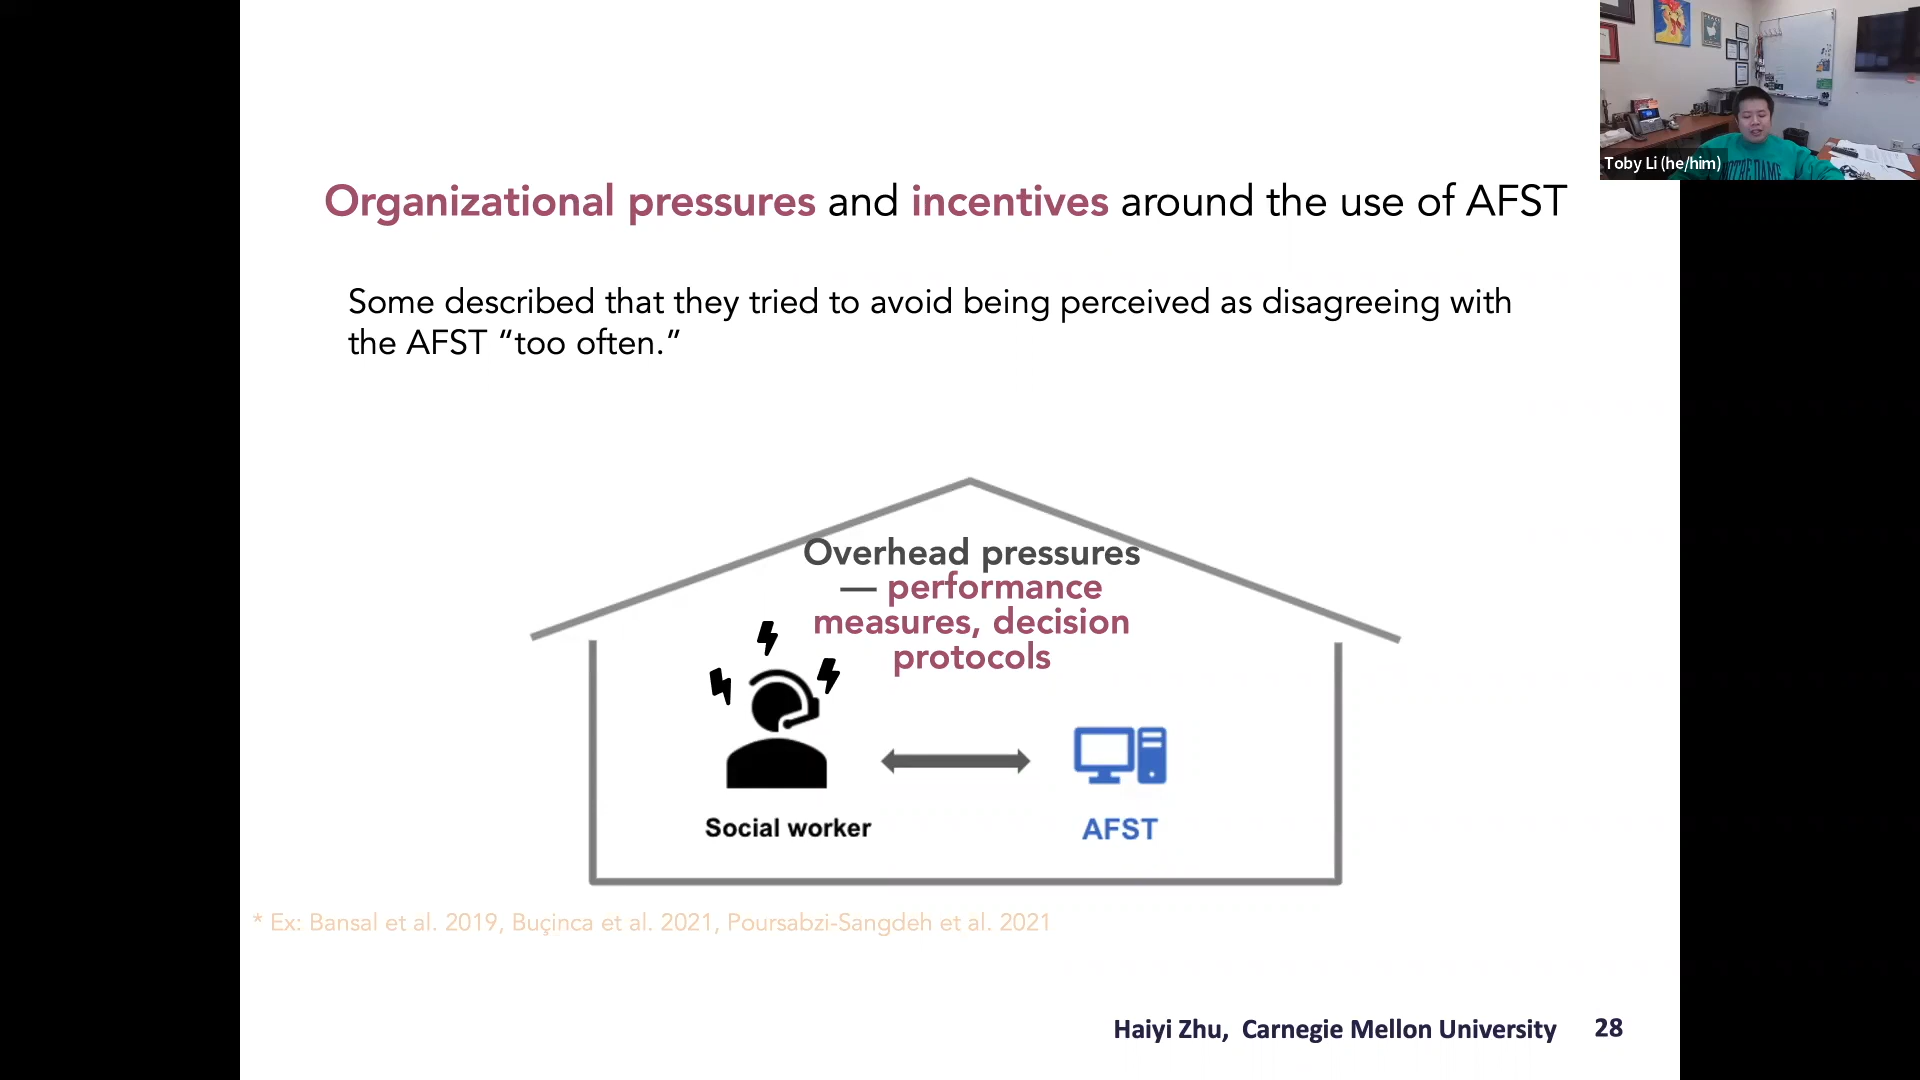 Toby Li (he/him)
NOTRE DAME
Organizational pressures and incentives around the use of AFST
Some described that they tried to avoid being perceived as disagreeing with
the AFST “too often.”
Overhead pressures
— performance
measures, decision
protocols
Social worker
AFST
* Ex: Bansal et al. 2019, Buçinca et al. 2021, Poursabzi-Sangdeh et al. 2021
Haiyi Zhu, Carnegie Mellon University 28